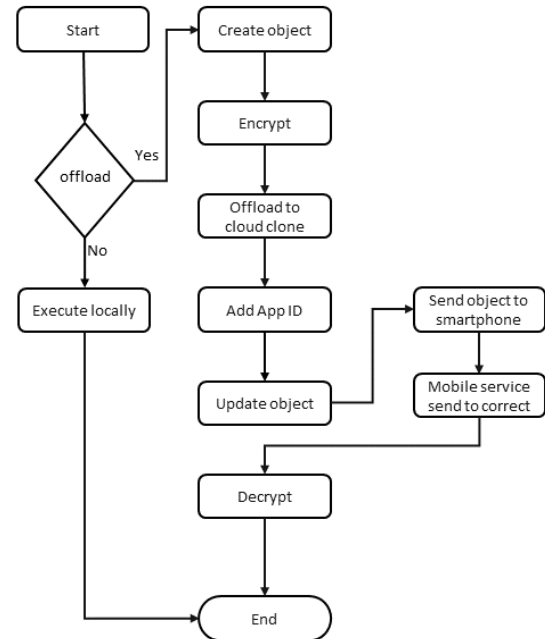 Start
Create object
Encrypt
Yes
offload
Offload to
cloud clone
No
Execute locally
Add App ID
Send object to
smartphone
Update object
Mobile service
send to correct
Decrypt
End